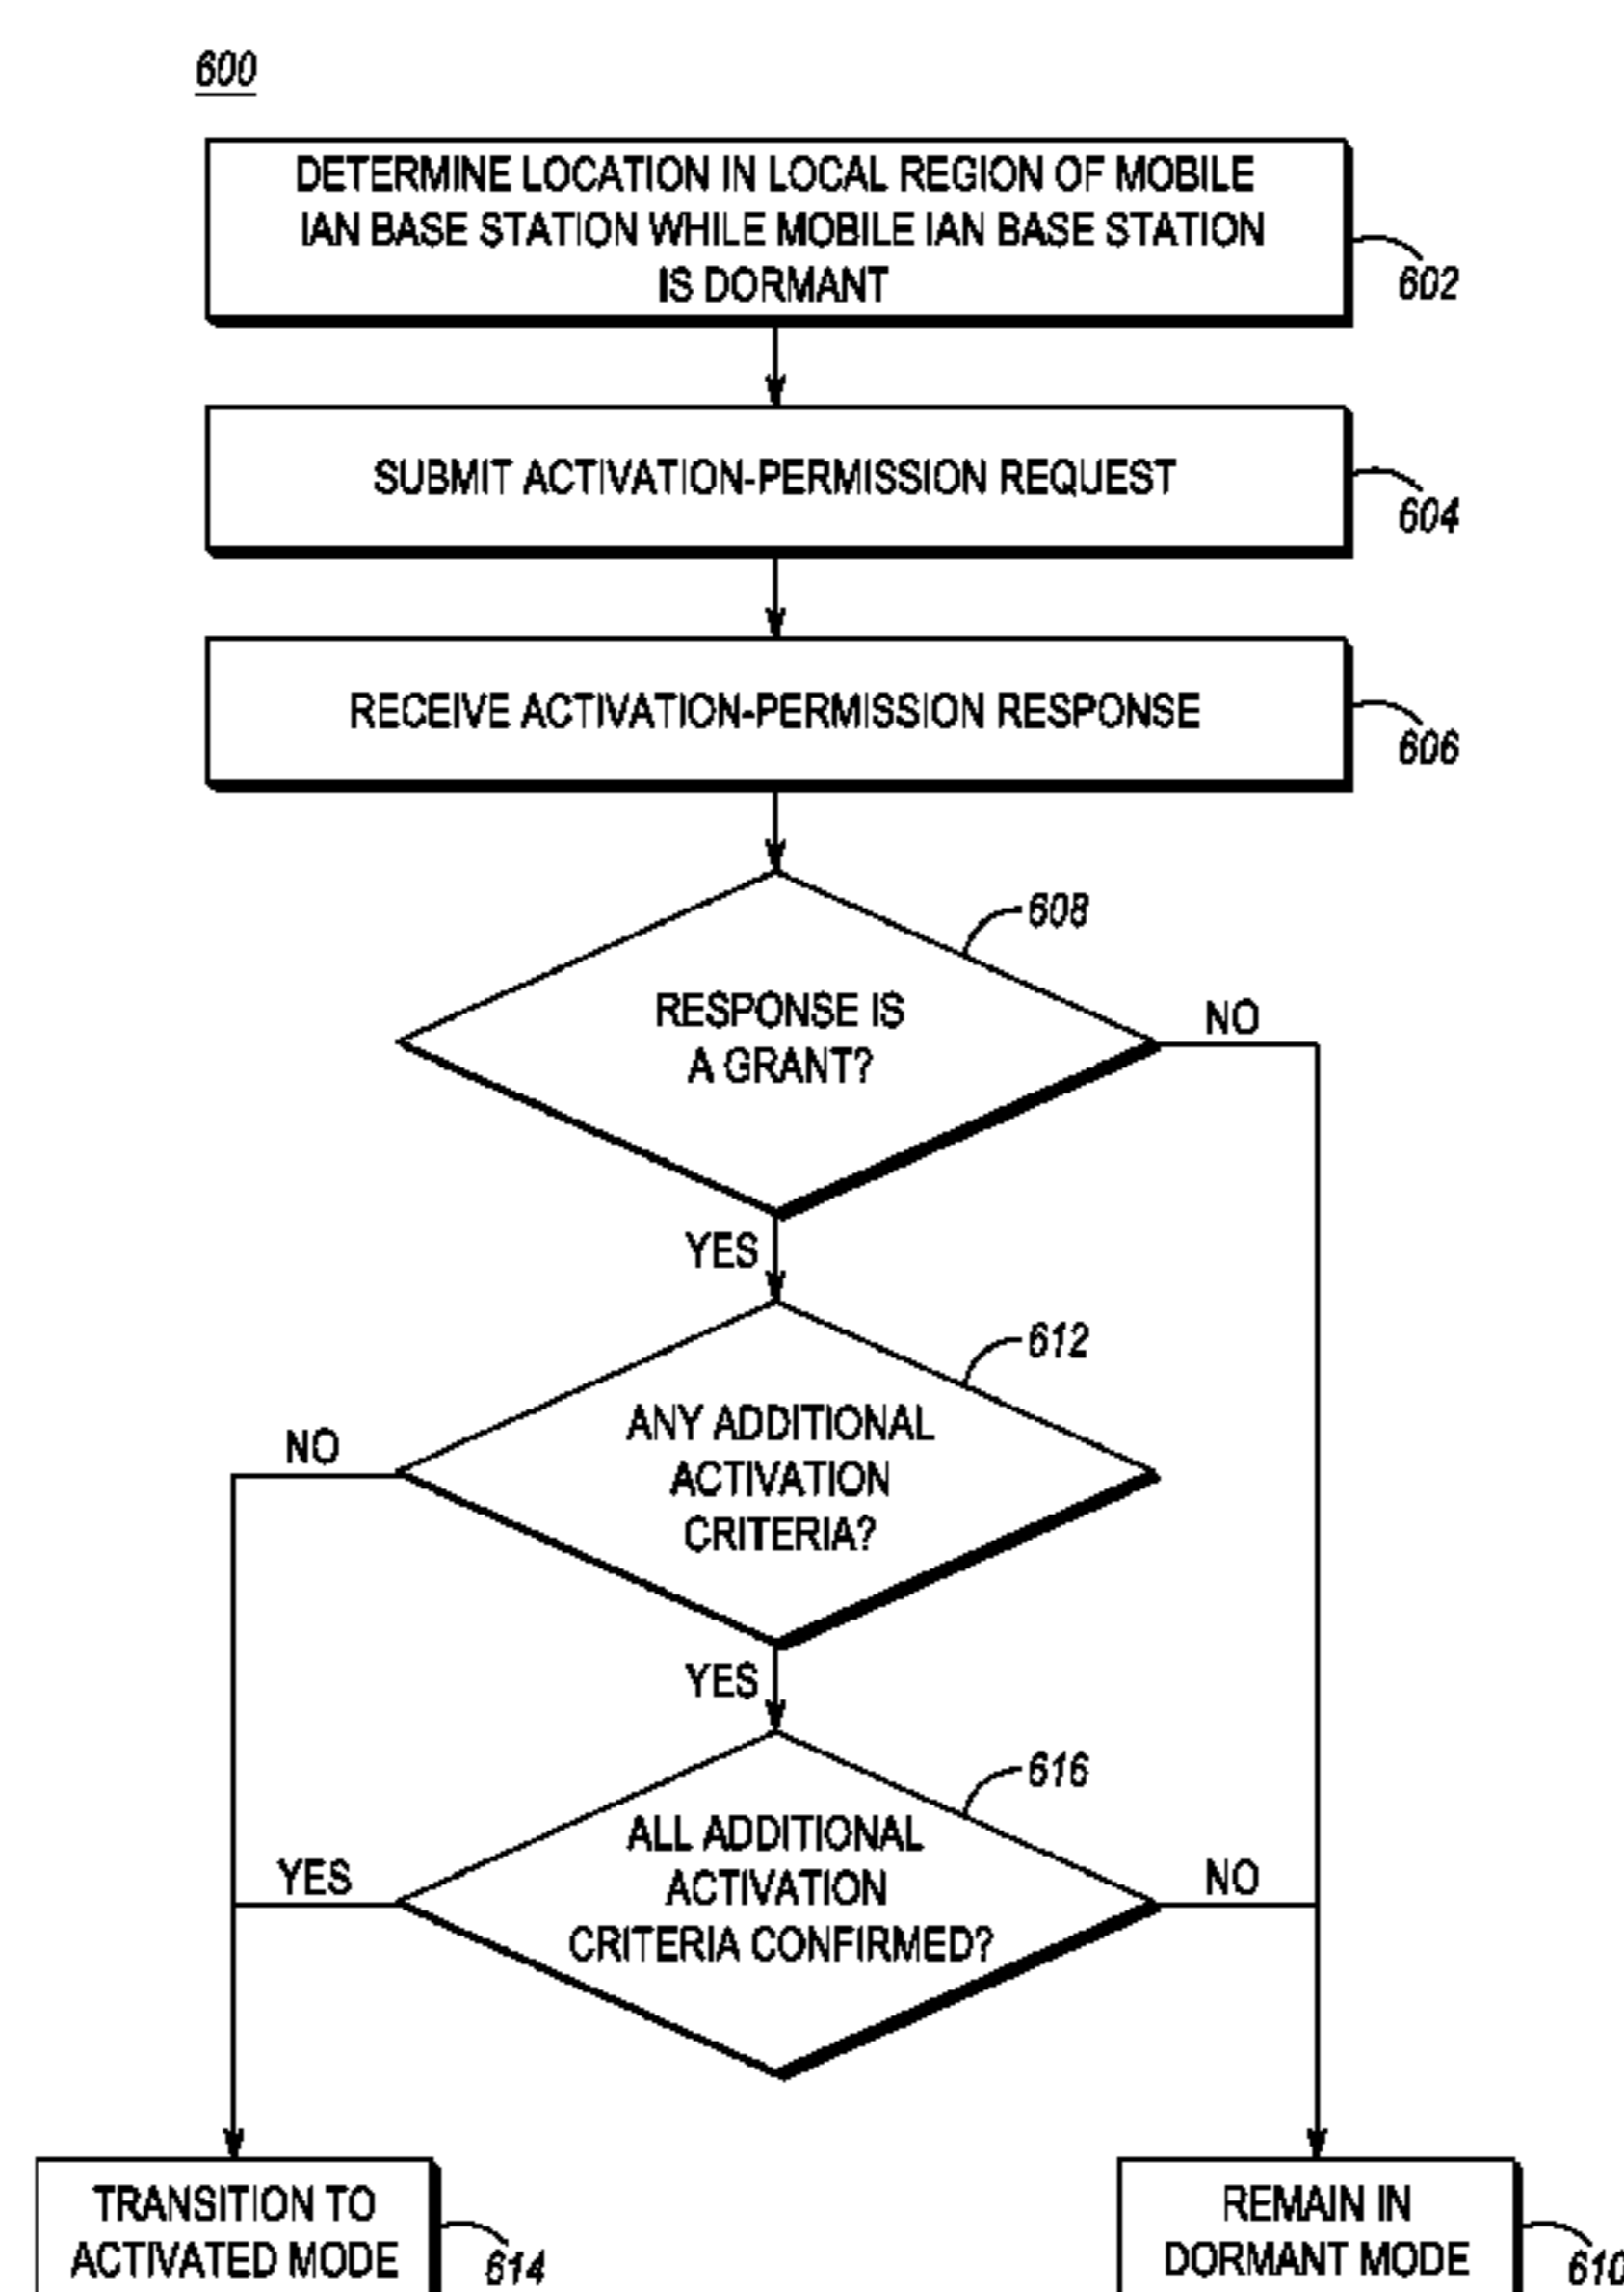 600
DETERMINE LOCATION IN LOCAL REGION OF MOBILE
IAN BASE STATION WHILE MOBILE IAN BASE STATION
IS DORMANT
602
SUBMIT ACTIVATION-PERMISSION REQUEST
604
RECEIVE ACTIVATION-PERMISSION RESPONSE
606
608
RESPONSE IS
A GRANT?
NO
YES
612
ANY ADDITIONAL
ACTIVATION
CRITERIA?
NO
YES
616
ALL ADDITIONAL
ACTIVATION
CRITERIA CONFIRMED?
YES
NO
TRANSITION TO
ACTIVATED MODE
614
REMAIN IN
DORMANT MODE
610